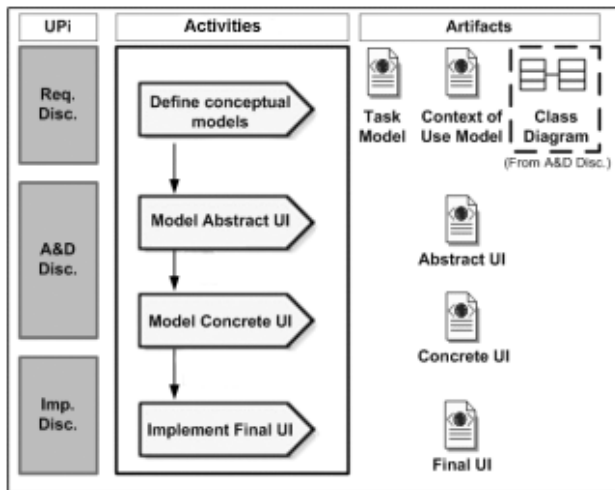 UPi
Activities
Artifacts
Req.
Disc.
Define conceptual
models
Task
Model
Context of
Use Model
Class
Diagram
(From A&D Disc.)
A&D
Disc.
Model Abstract UI
Abstract UI
Model Concrete UI
Concrete UI
Imp.
Disc.
Implement Final UI
Final UI